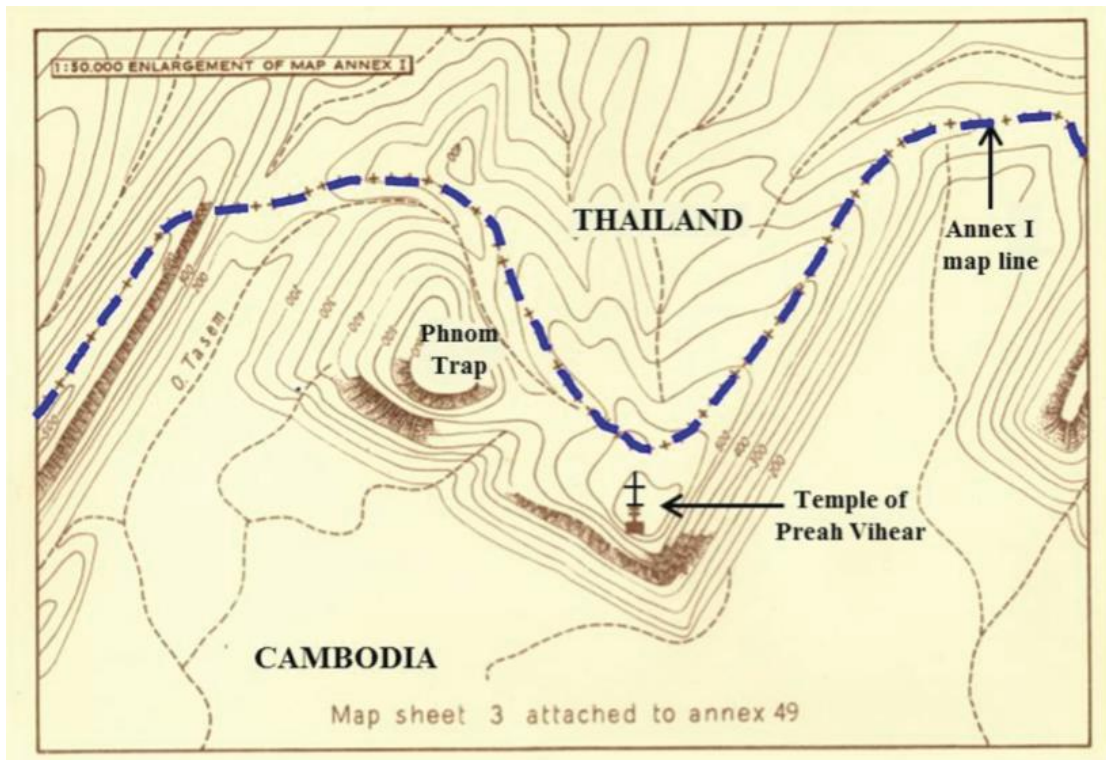 1:50.000 ENLARGEMENT OF MAP ANNEX I
THAILAND
Annex I
map line
O. Tasem
Phnom
Trap
Temple of
Preah Vihear
CAMBODIA
Map sheet 3 attached to annex 49